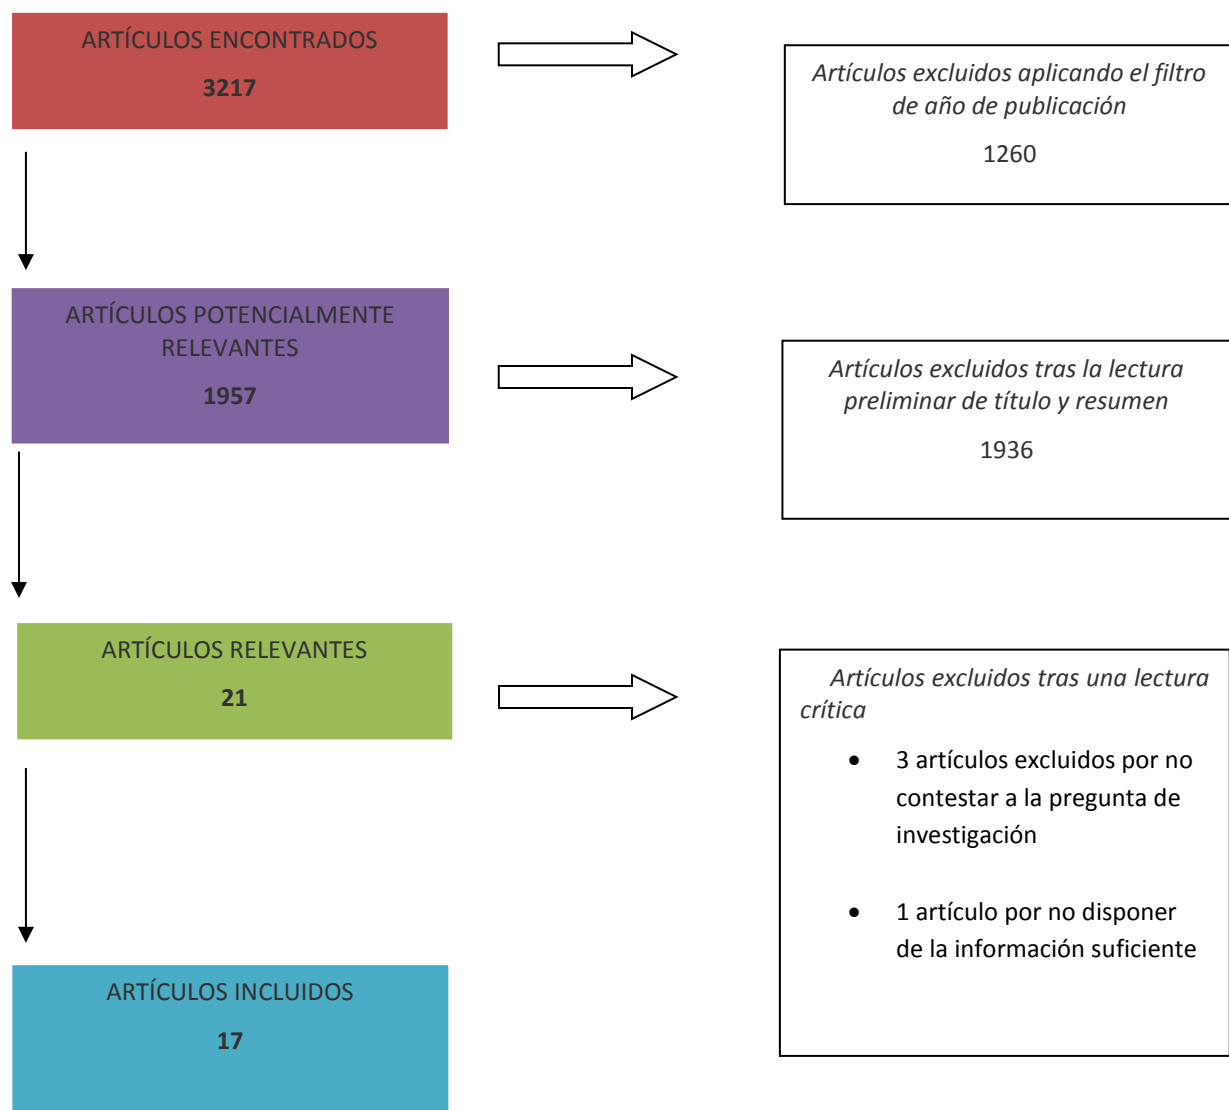 ARTÍCULOS ENCONTRADOS
3217
Artículos excluidos aplicando el filtro
de año de publicación
1260
ARTÍCULOS POTENCIALMENTE
RELEVANTES
1957
Artículos excluidos tras la lectura
preliminar de título y resumen
1936
ARTÍCULOS RELEVANTES
21
Artículos excluidos tras una lectura
crítica
• 3 artículos excluidos por no
contestar a la pregunta de
investigación
• 1 artículo por no disponer
de la información suficiente
ARTÍCULOS INCLUIDOS
17